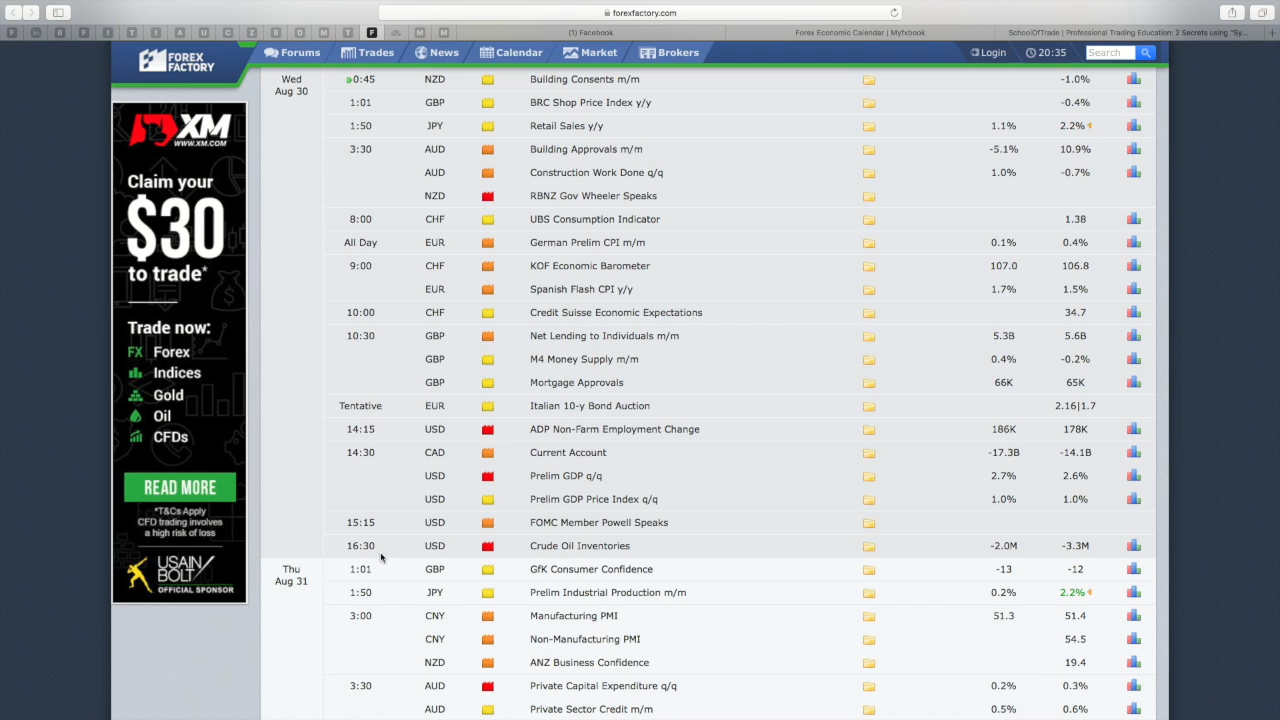 forexfactory.com
F in B F I T I A U C Z S D M T F M M
(1) Facebook
Forex Economic Calendar | Myfxbook
SchoolOfTrade | Professional Trading Education: 2 Secrets using "Sy...
FOREX FACTORY
Forums Trades News Calendar Market Brokers Login 20:35 Search
XM
WWW.XM.COM
Claim your
$30
to trade*
Trade now:
FX Forex
Indices
Gold
Oil
CFDs
READ MORE
*T&Cs Apply
CFD trading involves
a high risk of loss
USAIN
BOLT
OFFICIAL SPONSOR
Wed
Aug 30
0:45 NZD Building Consents m/m -1.0%
1:01 GBP BRC Shop Price Index y/y -0.4%
1:50 JPY Retail Sales y/y 1.1% 2.2%
3:30 AUD Building Approvals m/m -5.1% 10.9%
AUD Construction Work Done q/q 1.0% -0.7%
NZD RBNZ Gov Wheeler Speaks
8:00 CHF UBS Consumption Indicator 1.38
All Day EUR German Prelim CPI m/m 0.1% 0.4%
9:00 CHF KOF Economic Barometer 107.0 106.8
EUR Spanish Flash CPI y/y 1.7% 1.5%
10:00 CHF Credit Suisse Economic Expectations 34.7
10:30 GBP Net Lending to Individuals m/m 5.3B 5.6B
GBP M4 Money Supply m/m 0.4% -0.2%
GBP Mortgage Approvals 66K 65K
Tentative EUR Italian 10-y Bond Auction 2.16|1.7
14:15 USD ADP Non-Farm Employment Change 186K 178K
14:30 CAD Current Account -17.3B -14.1B
USD Prelim GDP q/q 2.7% 2.6%
USD Prelim GDP Price Index q/q 1.0% 1.0%
15:15 USD FOMC Member Powell Speaks
16:30 USD Crude Oil Inventories -2.0M -3.3M
Thu
Aug 31
1:01 GBP GfK Consumer Confidence -13 -12
1:50 JPY Prelim Industrial Production m/m 0.2% 2.2%
3:00 CNY Manufacturing PMI 51.3 51.4
CNY Non-Manufacturing PMI 54.5
NZD ANZ Business Confidence 19.4
3:30 AUD Private Capital Expenditure q/q 0.2% 0.3%
AUD Private Sector Credit m/m 0.5% 0.6%